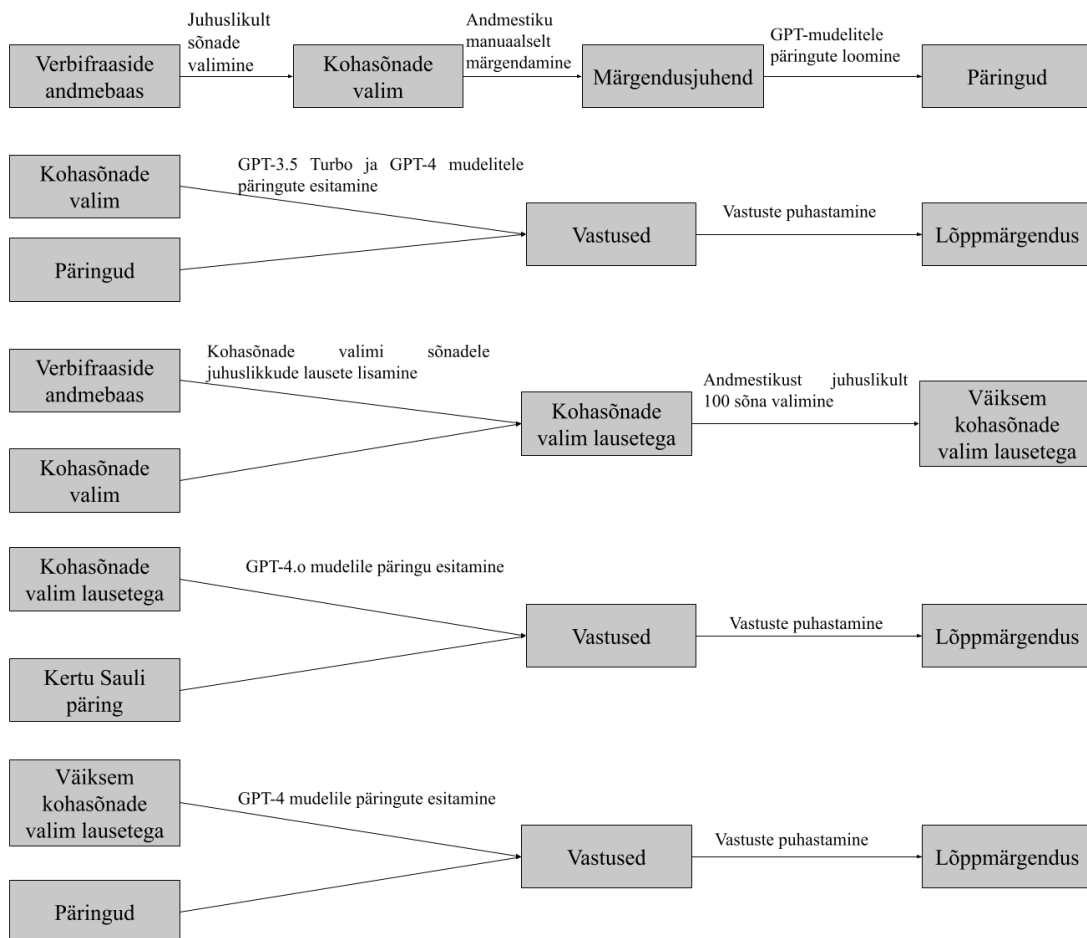 Juhuslikult
sõnade
valimine
Andmestiku
manuaalselt
märgendamine
GPT-mudelitele
päringute loomine
Verbifraaside
andmebaas
Kohasõnade
valim
Märgendusjuhend
Päringud
Kohasõnade
valim
GPT-3.5 Turbo ja GPT-4 mudelitele
päringute esitamine
Päringud
Vastused
Vastuste puhastamine
Lõppmärgendus
Verbifraaside
andmebaas
Kohasõnade valimi sõnadele
juhuslikkude lausete lisamine
Kohasõnade
valim
Kohasõnade
valim lausetega
Andmestikust juhuslikult
100 sõna valimine
Väiksem
kohasõnade
valim lausetega
Kohasõnade
valim lausetega
GPT-4.o mudelile päringu esitamine
Kertu Sauli
päring
Vastused
Vastuste puhastamine
Lõppmärgendus
Väiksem
kohasõnade
valim lausetega
GPT-4 mudelile päringute esitamine
Päringud
Vastused
Vastuste puhastamine
Lõppmärgendus